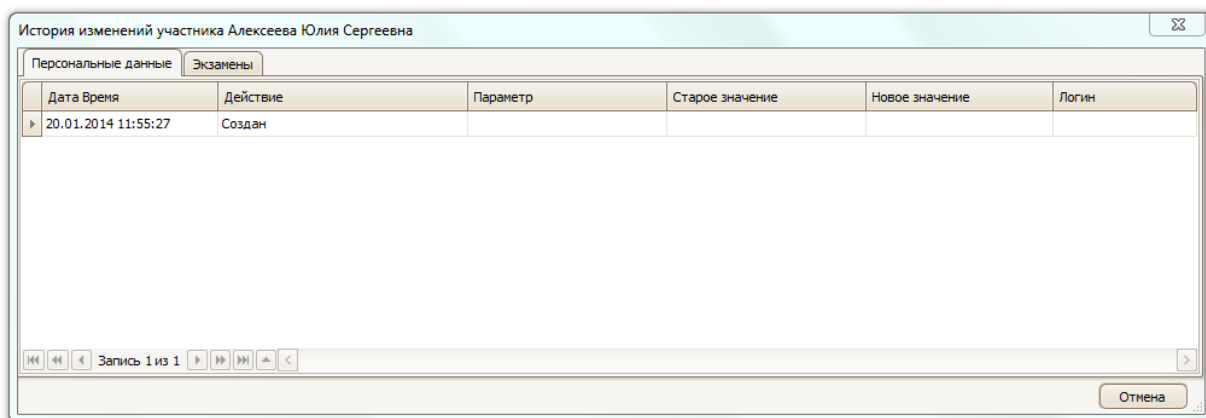 История изменений участника Алексеева Юлия Сергеевна
Персональные данные Экзамены
Дата Время Действие Параметр Старое значение Новое значение Логин
20.01.2014 11:55:27 Создан
Запись 1 из 1
Отмена